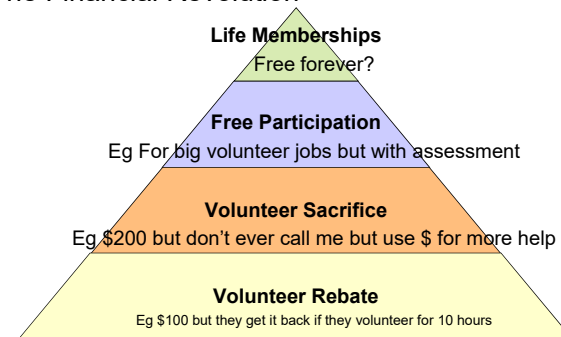 Financial Revolution
Life Memberships
Free forever?
Free Participation
Eg For big volunteer jobs but with assessment
Volunteer Sacrifice
Eg $200 but don’t ever call me but use $ for more help
Volunteer Rebate
Eg $100 but they get it back if they volunteer for 10 hours